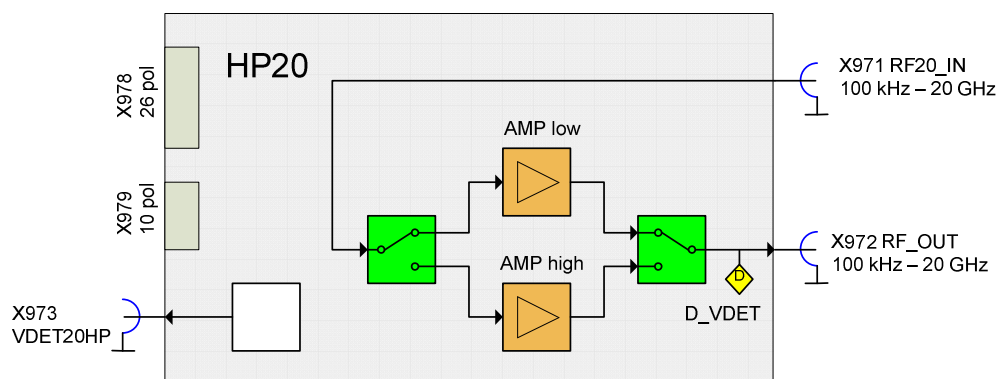 HP20
X978
26 pol
X979
10 pol
X971 RF20_IN
100 kHz – 20 GHz
AMP low
AMP high
X972 RF_OUT
100 kHz – 20 GHz
D
D_VDET
X973
VDET20HP